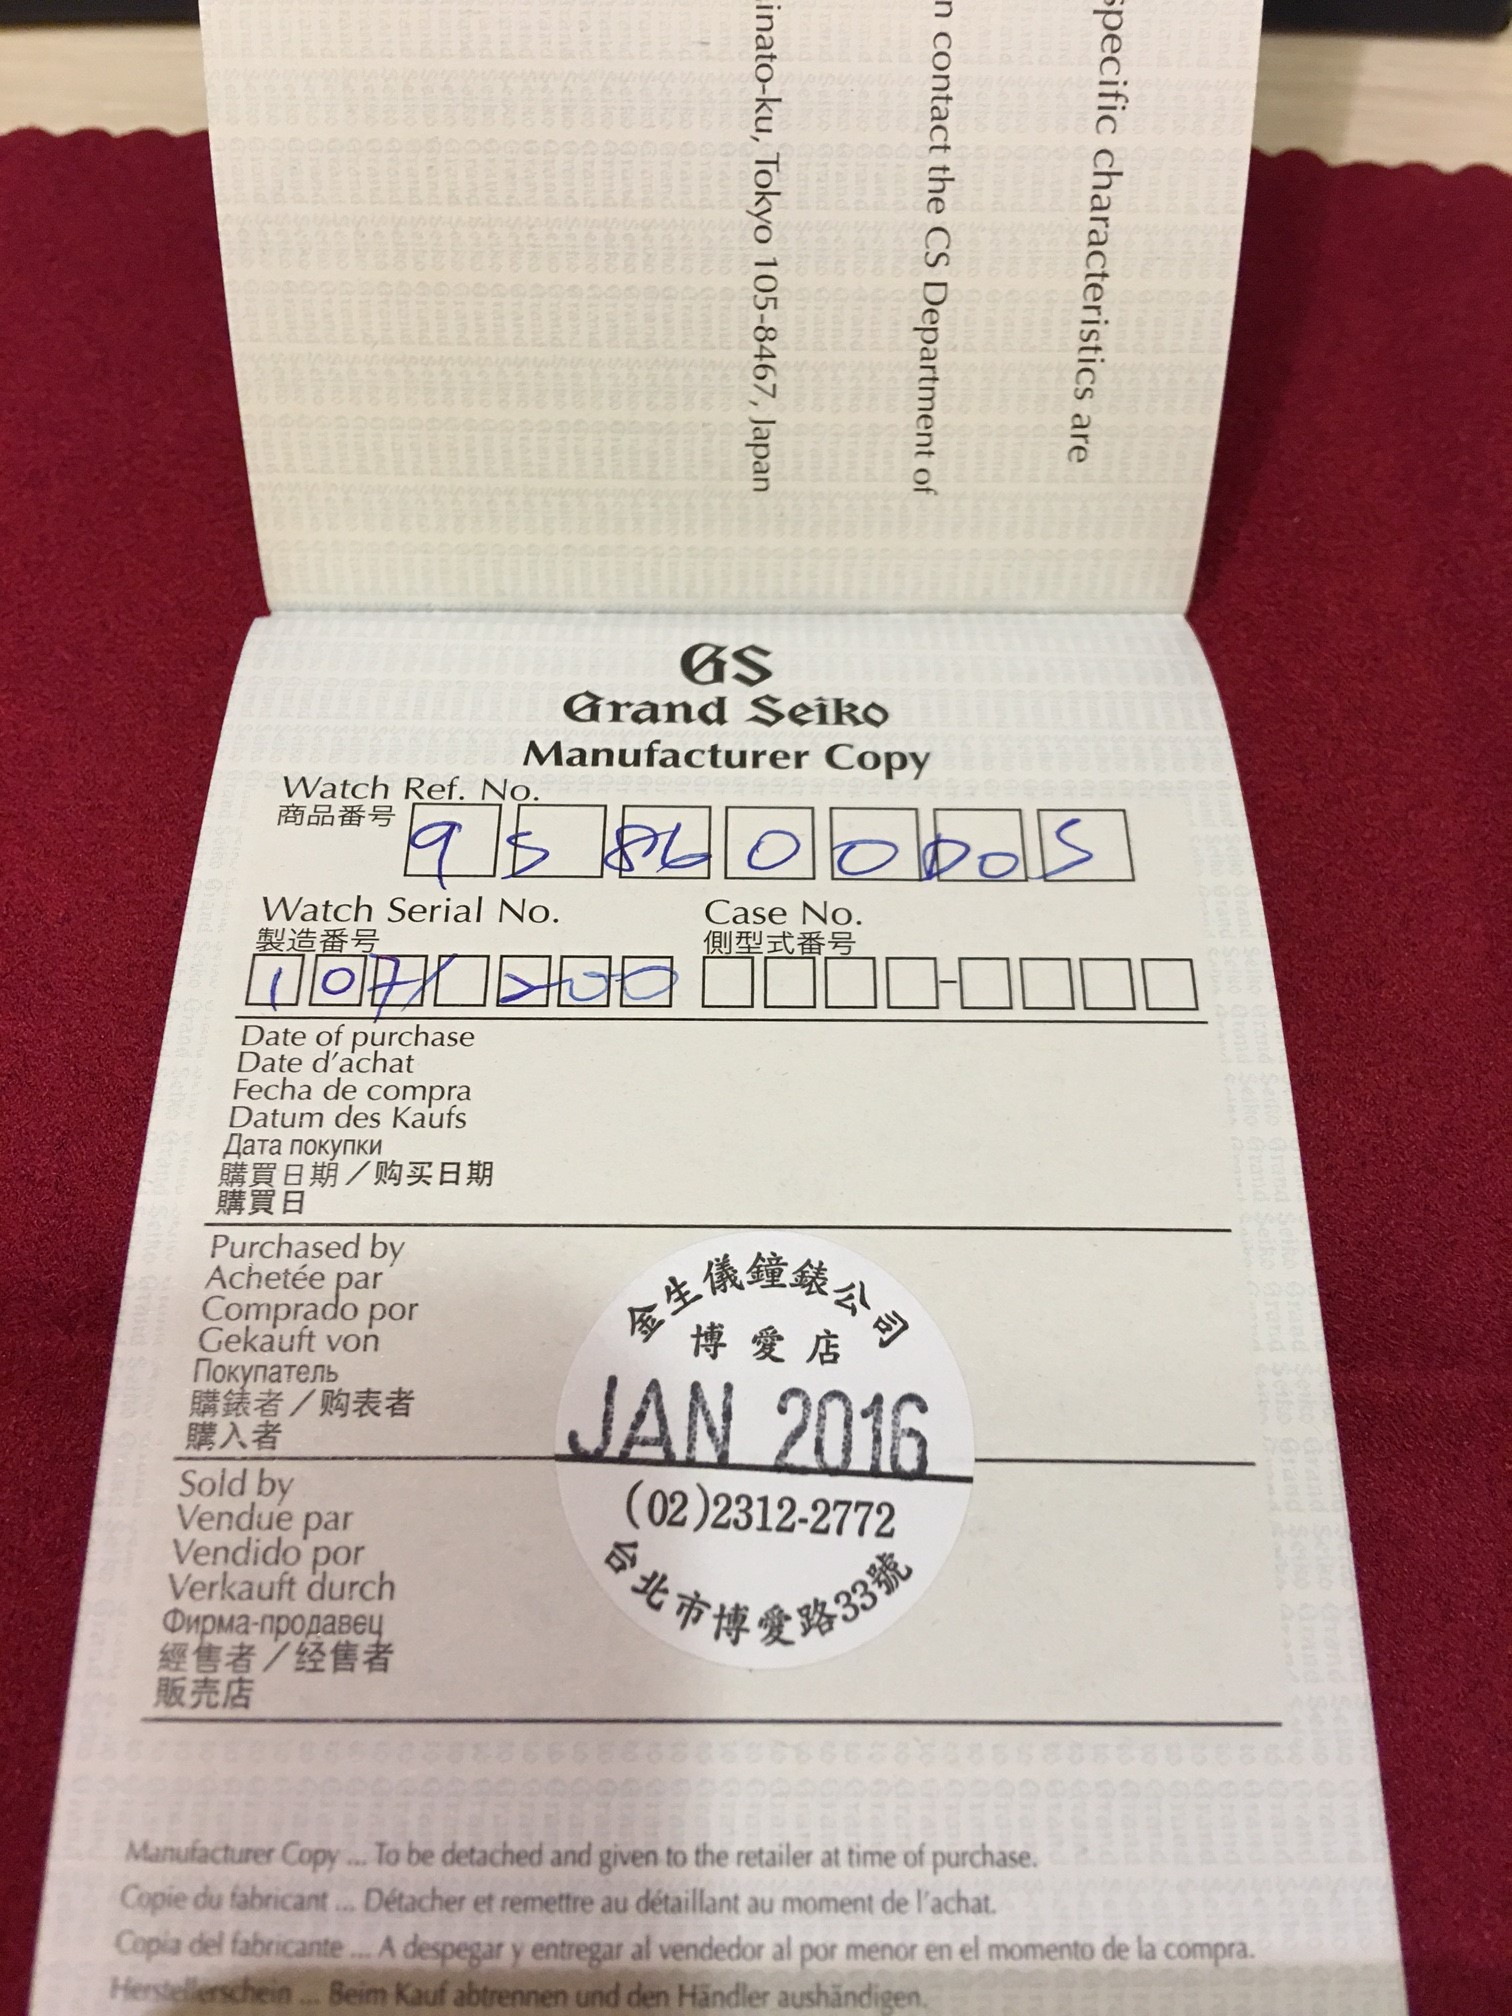 specific characteristics are
n contact the CS Department of
inato-ku, Tokyo 105-8467, Japan
GS
Grand Seiko
Manufacturer Copy
Watch Ref. No.
商品番号
9S8600D0S
Watch Serial No.
製造番号
107/200
Case No.
側型式番号
Date of purchase
Date d'achat
Fecha de compra
Datum des Kaufs
Дата покупки
購買日期／购买日期
購買日
Purchased by
Achetée par
Comprado por
Gekauft von
Покупатель
購錶者／购表者
購入者
金生儀鐘錶公司
博愛店
JAN 2016
(02)2312-2772
台北市博愛路33號
Sold by
Vendue par
Vendido por
Verkauft durch
Фирма-продавец
經售者／经售者
販売店
Manufacturer Copy ... To be detached and given to the retailer at time of purchase.
Copie du fabricant ... Détacher et remettre au détaillant au moment de l'achat.
Copia del fabricante ... A despegar y entregar al vendedor al por menor en el momento de la compra.
Herstellerschein ... Beim Kauf abtrennen und den Händler aushändigen.